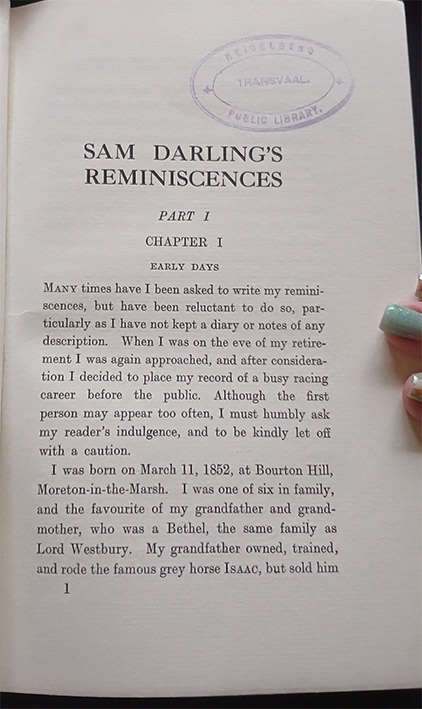 HEIDELBERG
TRANSVAAL.
PUBLIC LIBRARY.
SAM DARLING'S
REMINISCENCES
PART I
CHAPTER I
EARLY DAYS
MANY times have I been asked to write my remini-
scences, but have been reluctant to do so, par-
ticularly as I have not kept a diary or notes of any
description. When I was on the eve of my retire-
ment I was again approached, and after considera-
tion I decided to place my record of a busy racing
career before the public. Although the first
person may appear too often, I must humbly ask
my reader's indulgence, and to be kindly let off
with a caution.
I was born on March 11, 1852, at Bourton Hill,
Moreton-in-the-Marsh. I was one of six in family,
and the favourite of my grandfather and grand-
mother, who was a Bethel, the same family as
Lord Westbury. My grandfather owned, trained,
and rode the famous grey horse ISAAC, but sold him
1